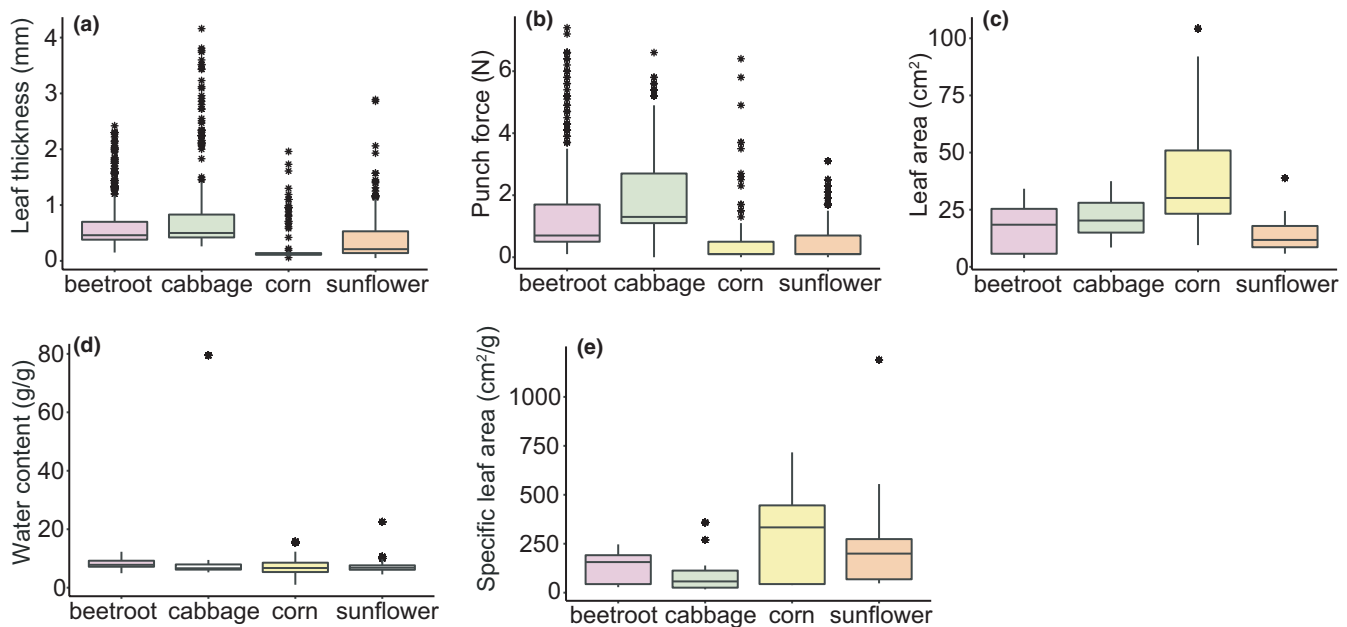 (a)
Leaf thickness (mm)
4
3
2
1
0
beetroot cabbage corn sunflower
(b)
Punch force (N)
6
4
2
0
beetroot cabbage corn sunflower
(c)
Leaf area (cm²)
100
75
50
25
0
beetroot cabbage corn sunflower
(d)
Water content (g/g)
80
60
40
20
0
beetroot cabbage corn sunflower
(e)
Specific leaf area (cm²/g)
1000
750
500
250
0
beetroot cabbage corn sunflower